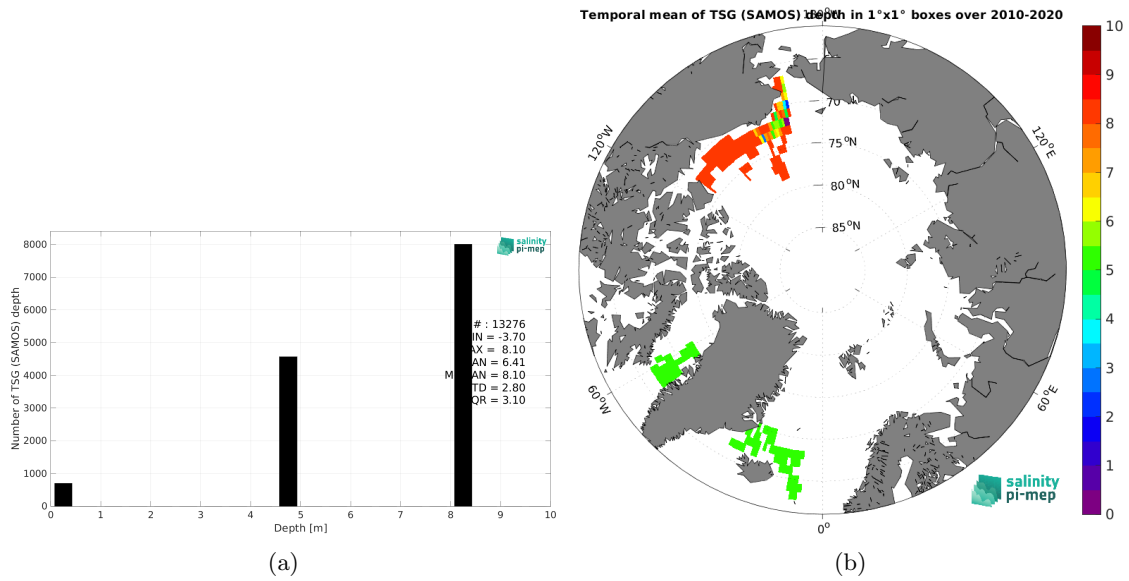 Temporal mean of TSG (SAMOS) depth in 1°x1° boxes over 2010-2020
8000
7000
6000
5000
4000
3000
2000
1000
0
Number of TSG (SAMOS) depth
0 1 2 3 4 5 6 7 8 9 10
Depth [m]
salinity
pi-mep
# : 13276
IN = -3.70
AX = 8.10
AN = 6.41
M AN = 8.10
TD = 2.80
QR = 3.10
(a)
120°W
60°W
0°
60°E
120°E
70
75°N
80°N
85°N
salinity
pi-mep
10
9
8
7
6
5
4
3
2
1
0
(b)